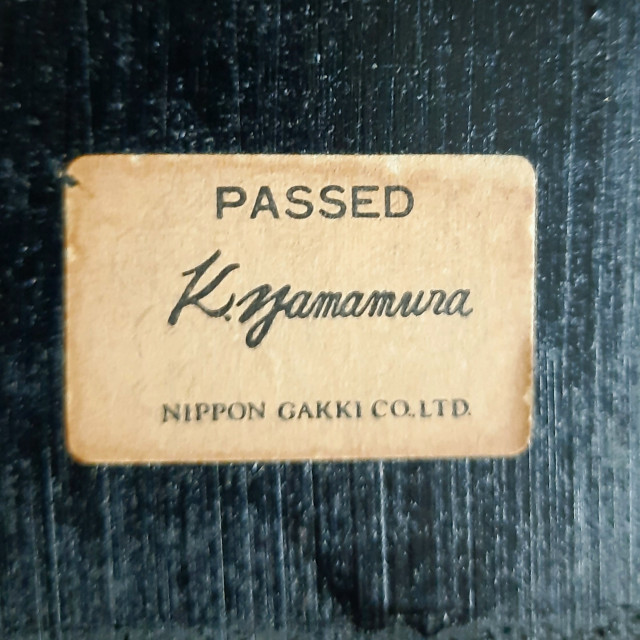 PASSED
K. Yamamura
NIPPON GAKKI CO. LTD.